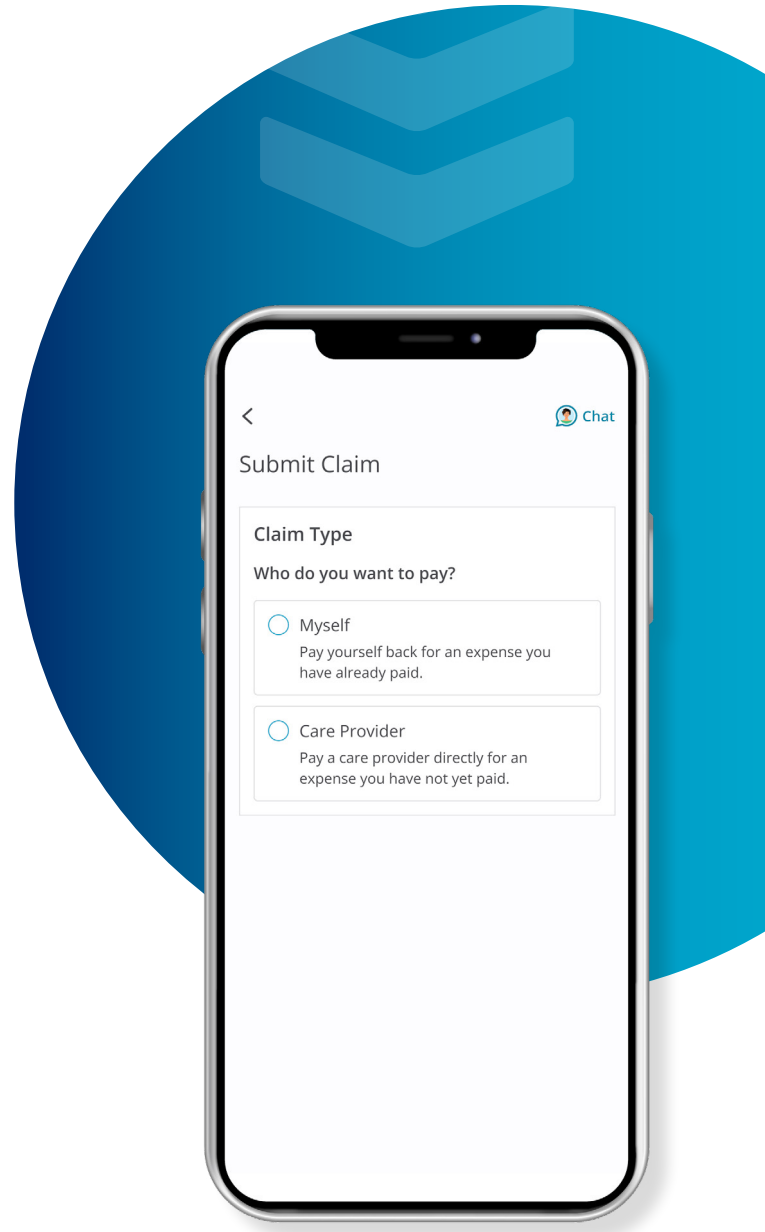 Chat
Submit Claim
Claim Type
Who do you want to pay?
Myself
Pay yourself back for an expense you
have already paid.
Care Provider
Pay a care provider directly for an
expense you have not yet paid.